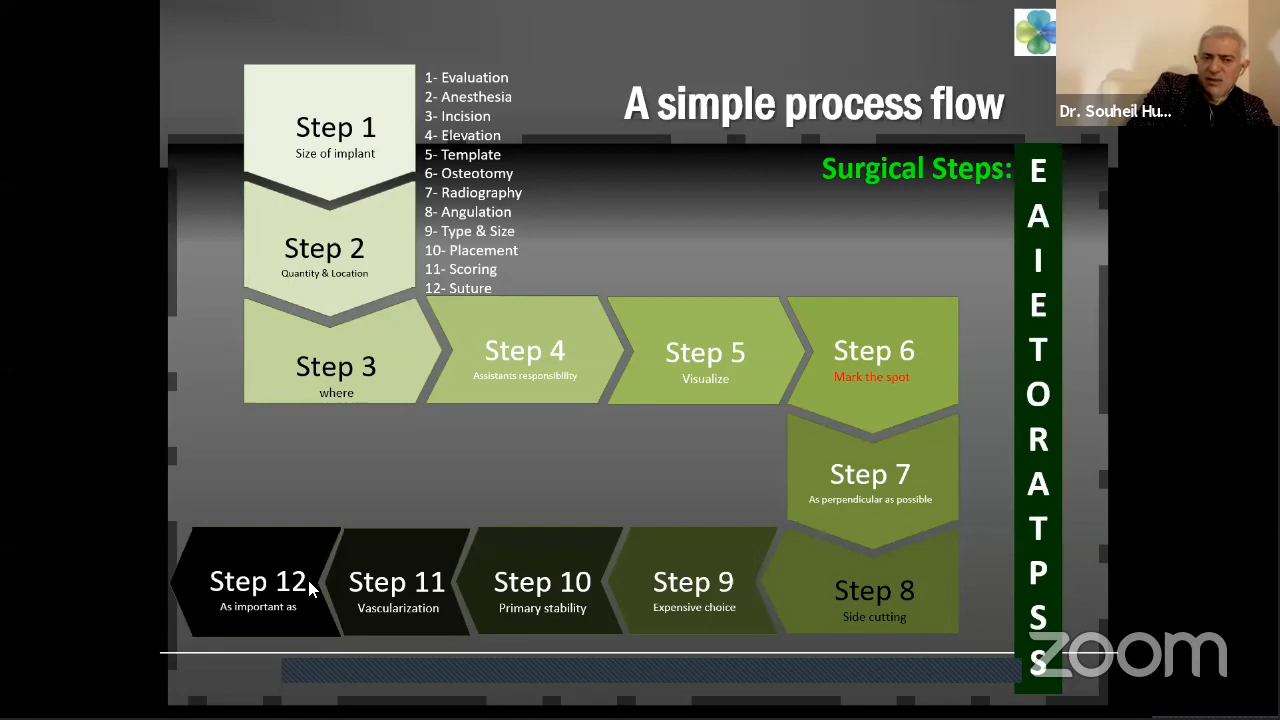 A simple process flow
Dr. Souheil Hu...
Surgical Steps:
1- Evaluation
2- Anesthesia
3- Incision
4- Elevation
5- Template
6- Osteotomy
7- Radiography
8- Angulation
9- Type & Size
10- Placement
11- Scoring
12- Suture
Step 1
Size of implant
Step 2
Quantity & Location
Step 3
where
Step 4
Assistants responsibility
Step 5
Visualize
Step 6
Mark the spot
Step 7
As perpendicular as possible
Step 8
Side cutting
Step 9
Expensive choice
Step 10
Primary stability
Step 11
Vascularization
Step 12
As important as
E
A
I
E
T
O
R
A
T
P
S
S
zoom